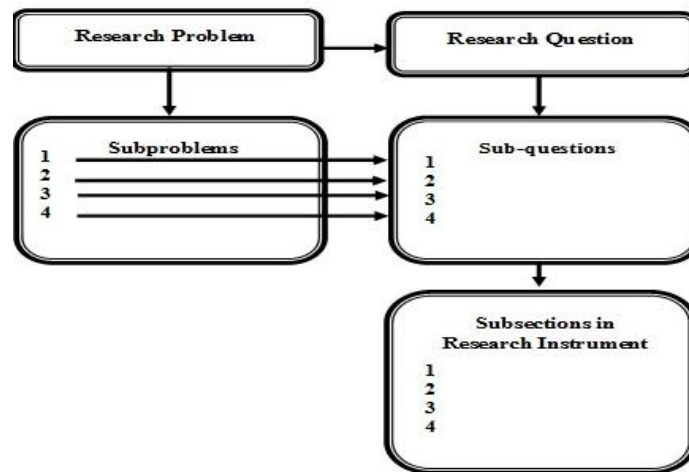 Research Problem
Research Question
Subproblems
1
2
3
4
Sub-questions
1
2
3
4
Subsections in
Research Instrument
1
2
3
4